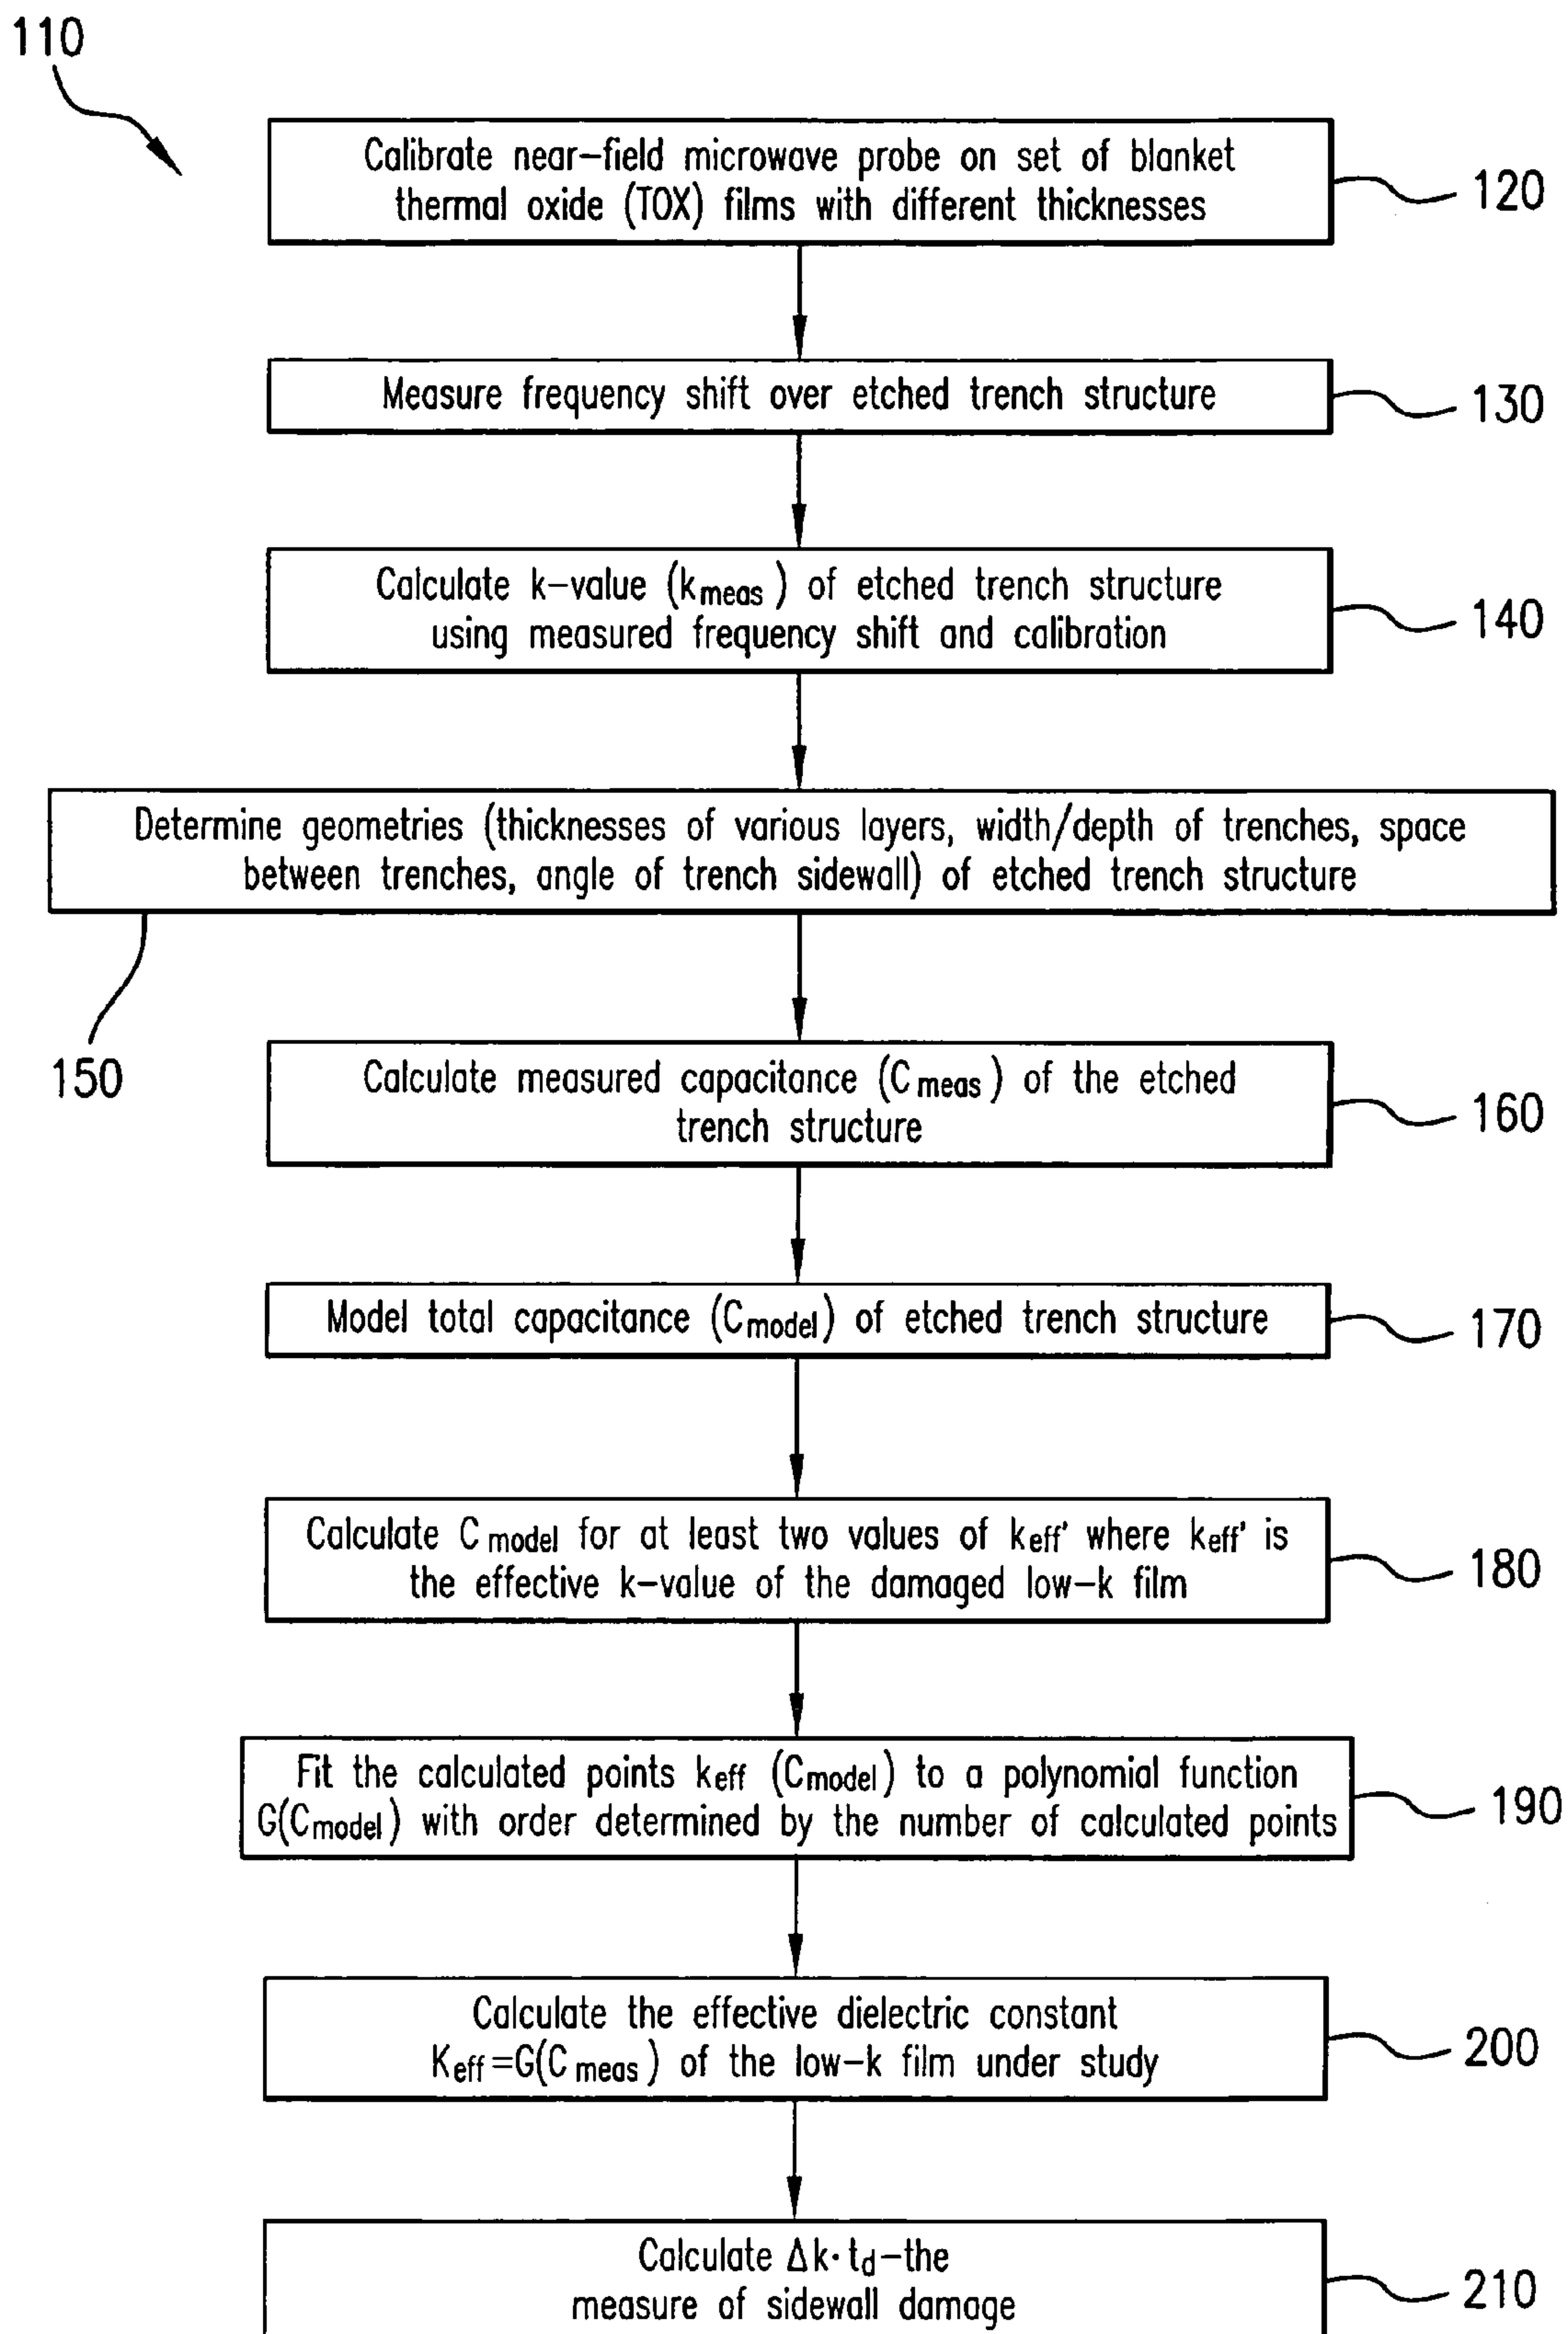 110
Calibrate near-field microwave probe on set of blanket
thermal oxide (TOX) films with different thicknesses
120
Measure frequency shift over etched trench structure
130
Calculate k-value (kmeas) of etched trench structure
using measured frequency shift and calibration
140
Determine geometries (thicknesses of various layers, width/depth of trenches, space
between trenches, angle of trench sidewall) of etched trench structure
150
Calculate measured capacitance (Cmeas) of the etched
trench structure
160
Model total capacitance (Cmodel) of etched trench structure
170
Calculate Cmodel for at least two values of keff' where keff' is
the effective k-value of the damaged low-k film
180
Fit the calculated points keff (Cmodel) to a polynomial function
G(Cmodel) with order determined by the number of calculated points
190
Calculate the effective dielectric constant
Keff=G(Cmeas) of the low-k film under study
200
Calculate Δk·td-the
measure of sidewall damage
210